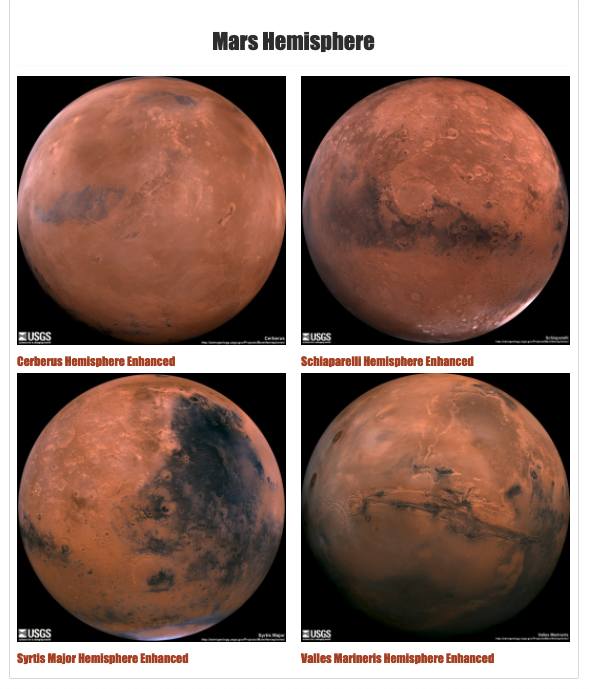 Mars Hemisphere
USGS
Cerberus
USGS
Schiaparelli
Cerberus Hemisphere Enhanced
Schiaparelli Hemisphere Enhanced
USGS
Syrtis Major
USGS
Valles Marineris
Syrtis Major Hemisphere Enhanced
Valles Marineris Hemisphere Enhanced